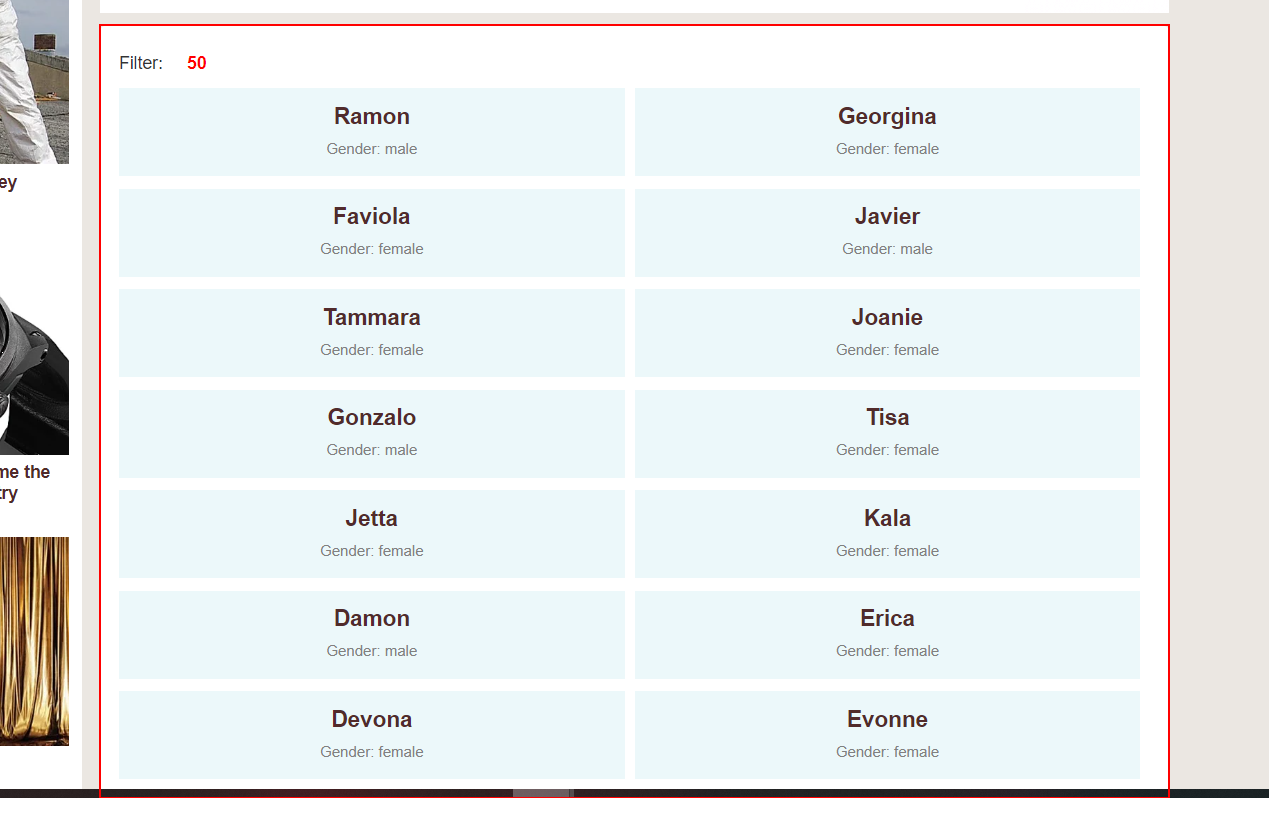 Filter: 50
Ramon
Gender: male
Georgina
Gender: female
ey
Faviola
Gender: female
Javier
Gender: male
Tammara
Gender: female
Joanie
Gender: female
Gonzalo
Gender: male
Tisa
Gender: female
me the
try
Jetta
Gender: female
Kala
Gender: female
Damon
Gender: male
Erica
Gender: female
Devona
Gender: female
Evonne
Gender: female